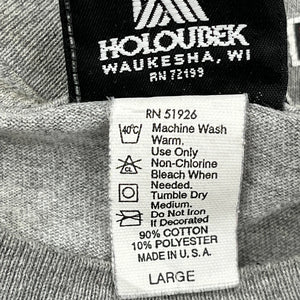 HOLOUBEK
WAUKESHA, WI
RN 72199
RN 51926
40°C Machine Wash
Warm.
Use Only
CL Non-Chlorine
Bleach When
Needed.
Tumble Dry
Medium.
Do Not Iron
If Decorated
90% COTTON
10% POLYESTER
MADE IN U.S.A.
LARGE